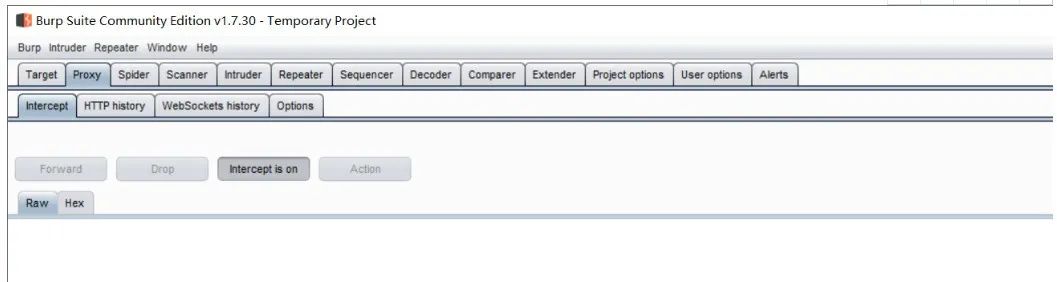 Burp Suite Community Edition v1.7.30 - Temporary Project
Burp Intruder Repeater Window Help
Target Proxy Spider Scanner Intruder Repeater Sequencer Decoder Comparer Extender Project options User options Alerts
Intercept HTTP history WebSockets history Options
Forward Drop Intercept is on Action
Raw Hex